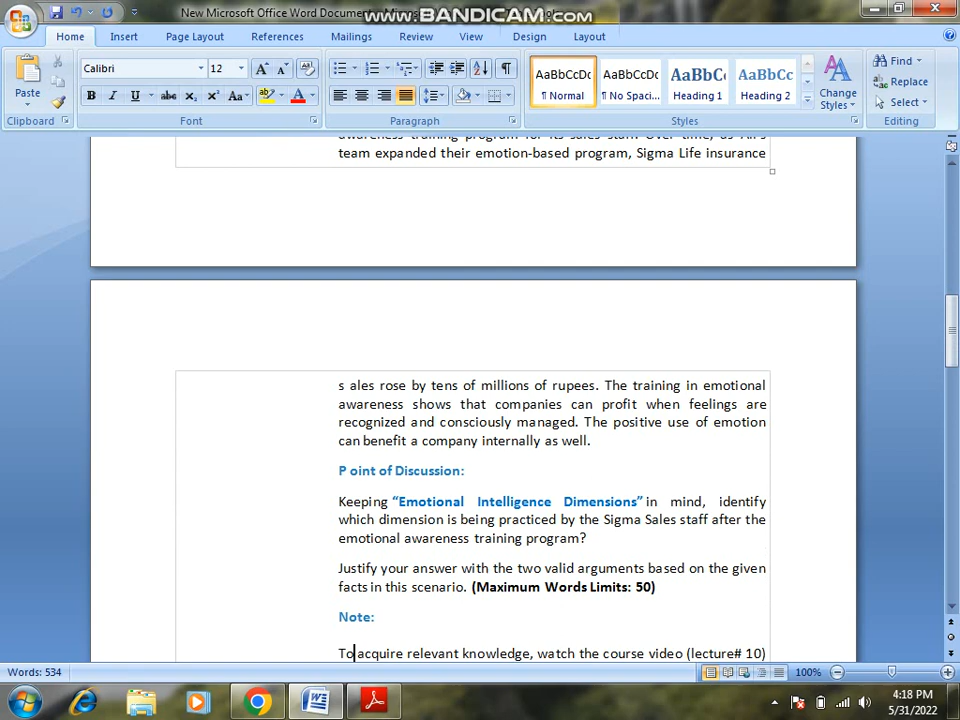 New Microsoft Office Word Document
www.BANDICAM.com
Home Insert Page Layout References Mailings Review View Design Layout
Paste
Clipboard
Calibri 12
B I U abc x₂ x² Aa
Font
Paragraph
AaBbCcDc AaBbCcDc AaBbCc AaBbCc
¶ Normal ¶ No Spaci... Heading 1 Heading 2
Change Styles
Styles
Find
Replace
Select
Editing
team expanded their emotion-based program, Sigma Life insurance
s ales rose by tens of millions of rupees. The training in emotional
awareness shows that companies can profit when feelings are
recognized and consciously managed. The positive use of emotion
can benefit a company internally as well.
P oint of Discussion:
Keeping “Emotional Intelligence Dimensions” in mind, identify
which dimension is being practiced by the Sigma Sales staff after the
emotional awareness training program?
Justify your answer with the two valid arguments based on the given
facts in this scenario. (Maximum Words Limits: 50)
Note:
To acquire relevant knowledge, watch the course video (lecture# 10)
Words: 534
100%
4:18 PM
5/31/2022